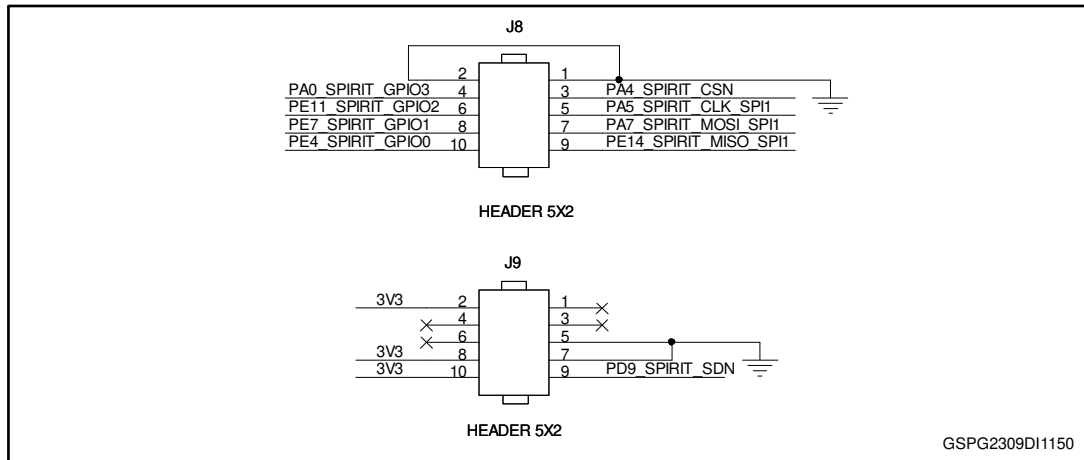 J8
2 1
PA0_SPIRIT_GPIO3 4 3 PA4_SPIRIT_CSN
PE11_SPIRIT_GPIO2 6 5 PA5_SPIRIT_CLK_SPI1
PE7_SPIRIT_GPIO1 8 7 PA7_SPIRIT_MOSI_SPI1
PE4_SPIRIT_GPIO0 10 9 PE14_SPIRIT_MISO_SPI1
HEADER 5X2
J9
3V3 2 1
4 3
6 5
3V3 8 7
3V3 10 9 PD9_SPIRIT_SDN
HEADER 5X2
GSPG2309DI1150